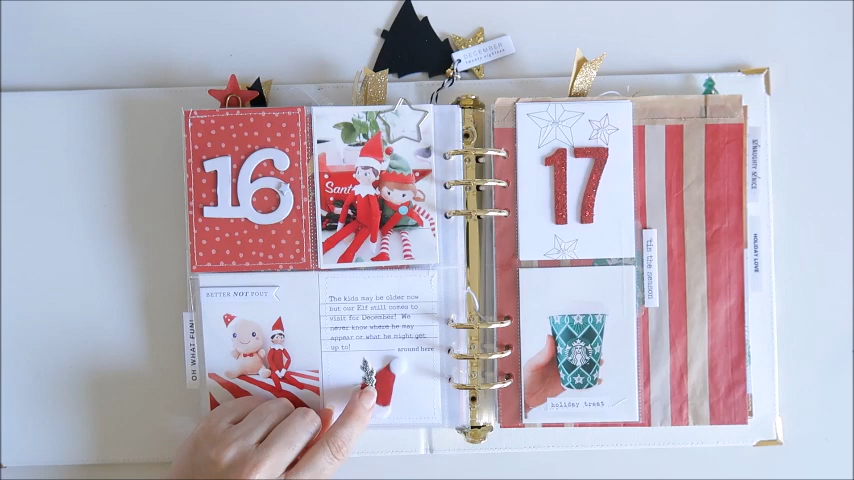 DECEMBER
16
Santa
BETTER NOT POUT
The kids may be older now
but our Elf still comes to
visit for December! We
never know where he may
appear or what he might get
up to!
around here
OH WHAT FUN!
17
'tis the season
holiday treat
HOLIDAY LOVE